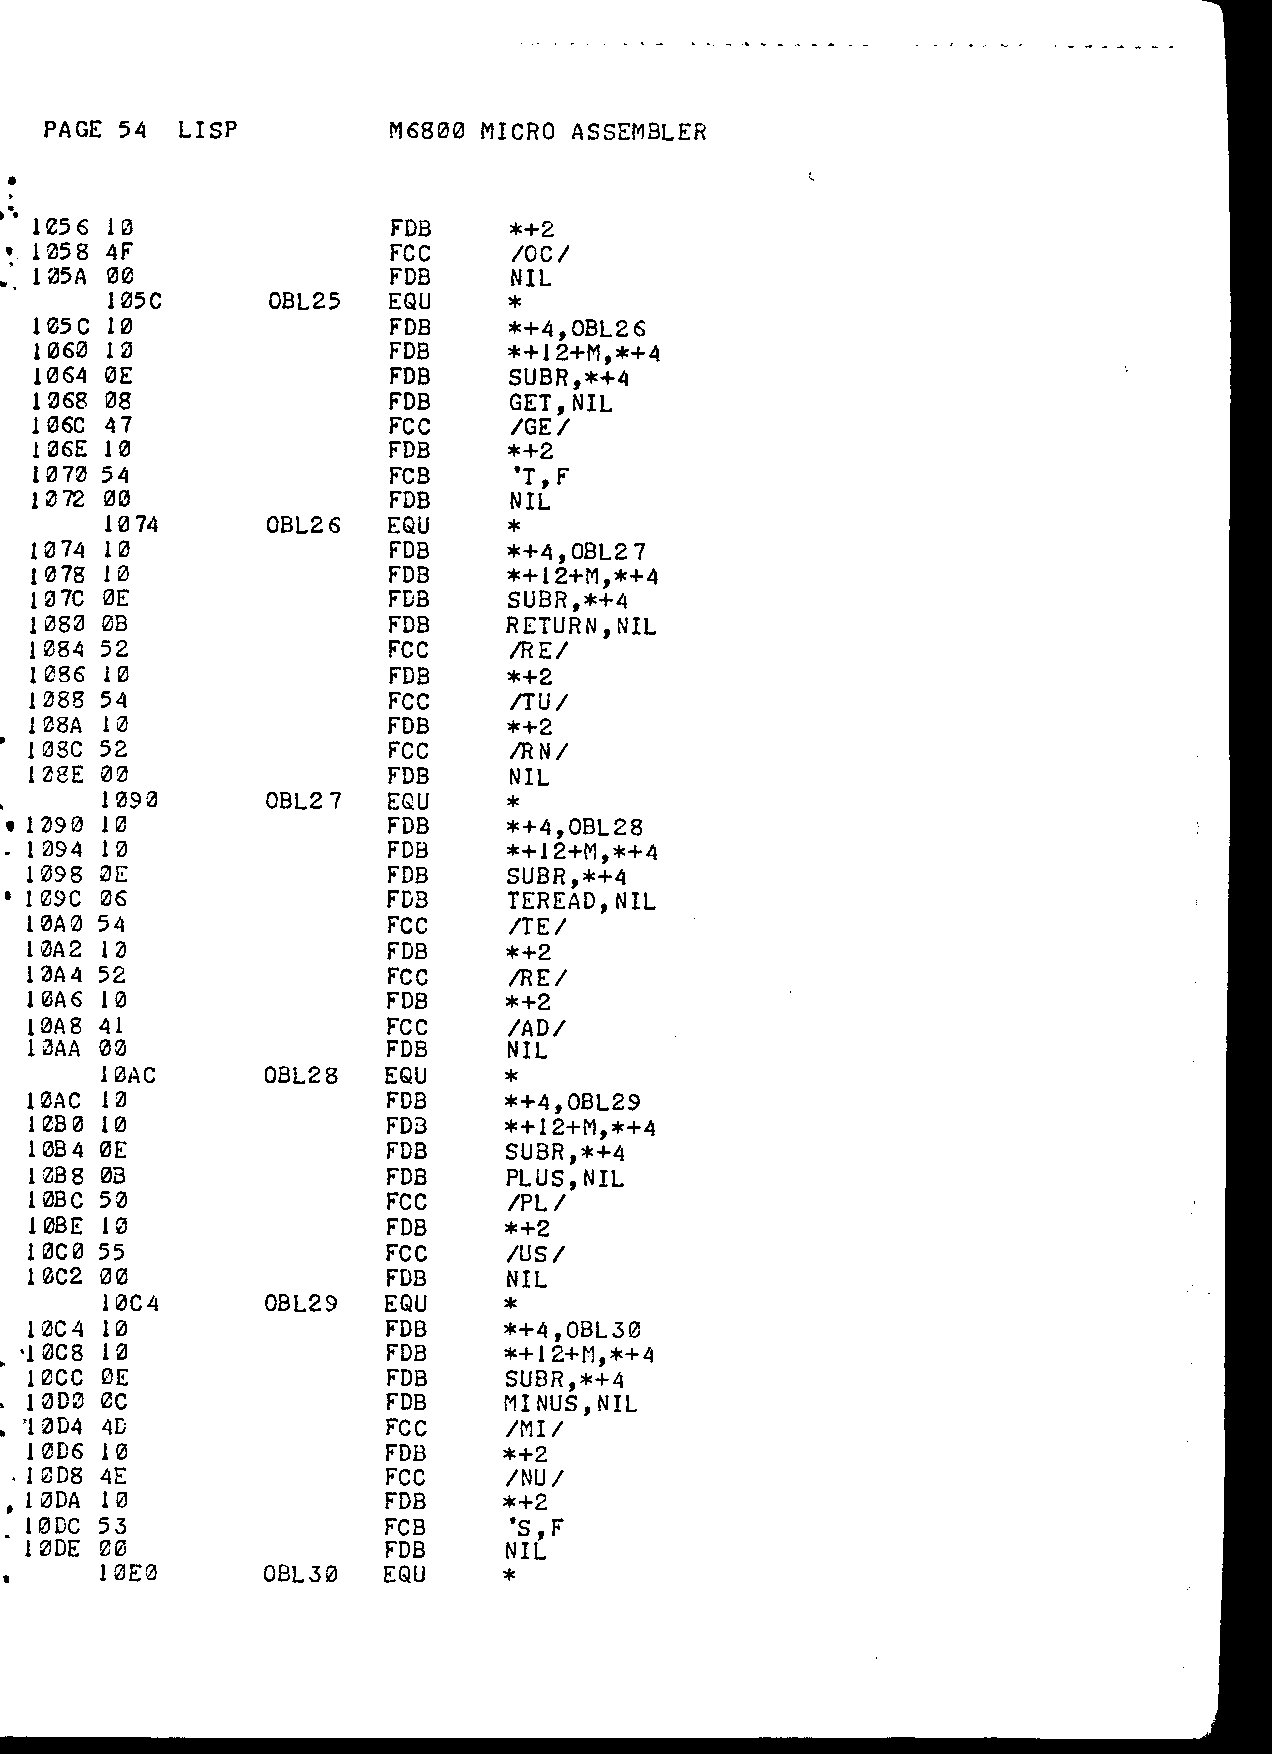 PAGE 54 LISP M6800 MICRO ASSEMBLER
1056 10 FDB *+2
1058 4F FCC /OC/
105A 00 FDB NIL
105C OBL25 EQU *
105C 10 FDB *+4,OBL26
1060 10 FDB *+12+M,*+4
1064 0E FDB SUBR,*+4
1068 08 FDB GET,NIL
106C 47 FCC /GE/
106E 10 FDB *+2
1070 54 FCB 'T,F
1072 00 FDB NIL
1074 OBL26 EQU *
1074 10 FDB *+4,OBL27
1078 10 FDB *+12+M,*+4
107C 0E FDB SUBR,*+4
1080 0B FDB RETURN,NIL
1084 52 FCC /RE/
1086 10 FDB *+2
1088 54 FCC /TU/
108A 10 FDB *+2
108C 52 FCC /RN/
108E 00 FDB NIL
1090 OBL27 EQU *
1090 10 FDB *+4,OBL28
1094 10 FDB *+12+M,*+4
1098 0E FDB SUBR,*+4
109C 06 FDB TEREAD,NIL
10A0 54 FCC /TE/
10A2 10 FDB *+2
10A4 52 FCC /RE/
10A6 10 FDB *+2
10A8 41 FCC /AD/
10AA 00 FDB NIL
10AC OBL28 EQU *
10AC 10 FDB *+4,OBL29
10B0 10 FDB *+12+M,*+4
10B4 0E FDB SUBR,*+4
10B8 0B FDB PLUS,NIL
10BC 50 FCC /PL/
10BE 10 FDB *+2
10C0 55 FCC /US/
10C2 00 FDB NIL
10C4 OBL29 EQU *
10C4 10 FDB *+4,OBL30
10C8 10 FDB *+12+M,*+4
10CC 0E FDB SUBR,*+4
10D0 0C FDB MINUS,NIL
10D4 4D FCC /MI/
10D6 10 FDB *+2
10D8 4E FCC /NU/
10DA 10 FDB *+2
10DC 53 FCB 'S,F
10DE 00 FDB NIL
10E0 OBL30 EQU *